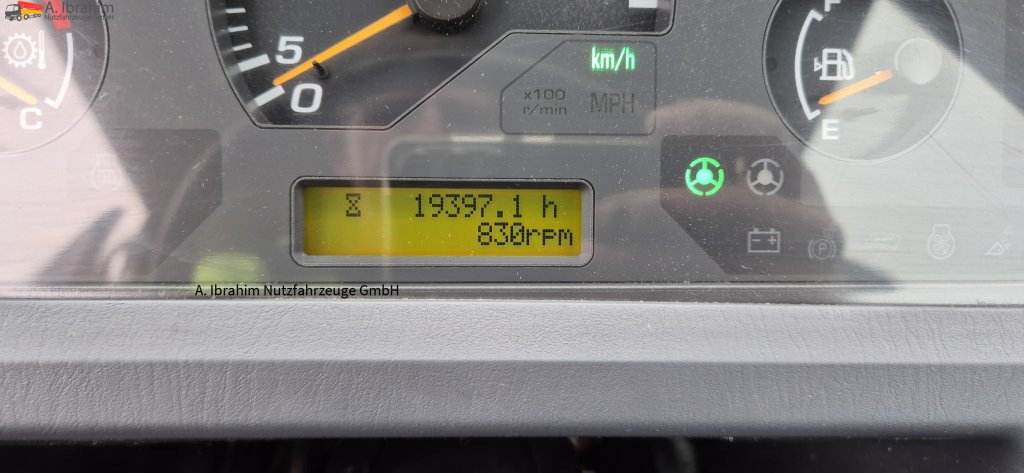 A. Ibrahim
Nutzfahrzeuge GmbH
5
0
C
km/h
x100
r/min
MPH
F
E
19397.1 h
830rpm
A. Ibrahim Nutzfahrzeuge GmbH